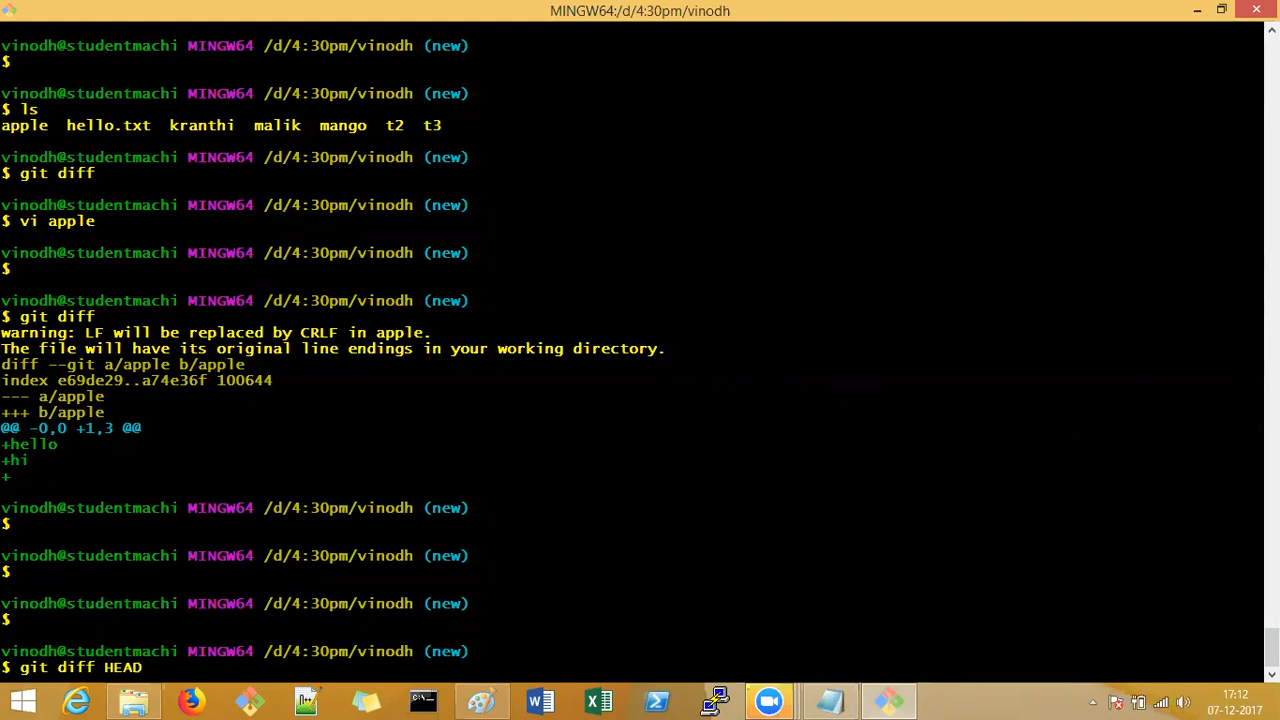 MINGW64:/d/4:30pm/vinodh
vinodh@studentmachi MINGW64 /d/4:30pm/vinodh (new)
$
vinodh@studentmachi MINGW64 /d/4:30pm/vinodh (new)
$ ls
apple hello.txt kranthi malik mango t2 t3
vinodh@studentmachi MINGW64 /d/4:30pm/vinodh (new)
$ git diff
vinodh@studentmachi MINGW64 /d/4:30pm/vinodh (new)
$ vi apple
vinodh@studentmachi MINGW64 /d/4:30pm/vinodh (new)
$
vinodh@studentmachi MINGW64 /d/4:30pm/vinodh (new)
$ git diff
warning: LF will be replaced by CRLF in apple.
The file will have its original line endings in your working directory.
diff --git a/apple b/apple
index e69de29..a74e36f 100644
--- a/apple
+++ b/apple
@@ -0,0 +1,3 @@
+hello
+hi
+
vinodh@studentmachi MINGW64 /d/4:30pm/vinodh (new)
$
vinodh@studentmachi MINGW64 /d/4:30pm/vinodh (new)
$
vinodh@studentmachi MINGW64 /d/4:30pm/vinodh (new)
$
vinodh@studentmachi MINGW64 /d/4:30pm/vinodh (new)
$ git diff HEAD
17:12
07-12-2017